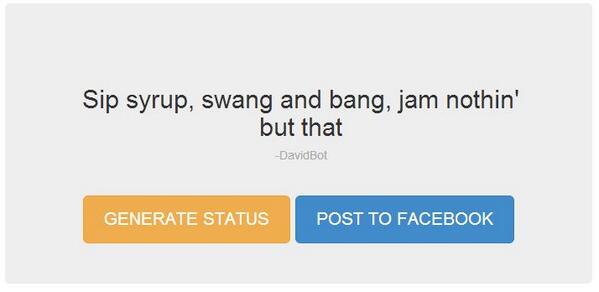 Sip syrup, swang and bang, jam nothin'
but that
-DavidBot
GENERATE STATUS
POST TO FACEBOOK